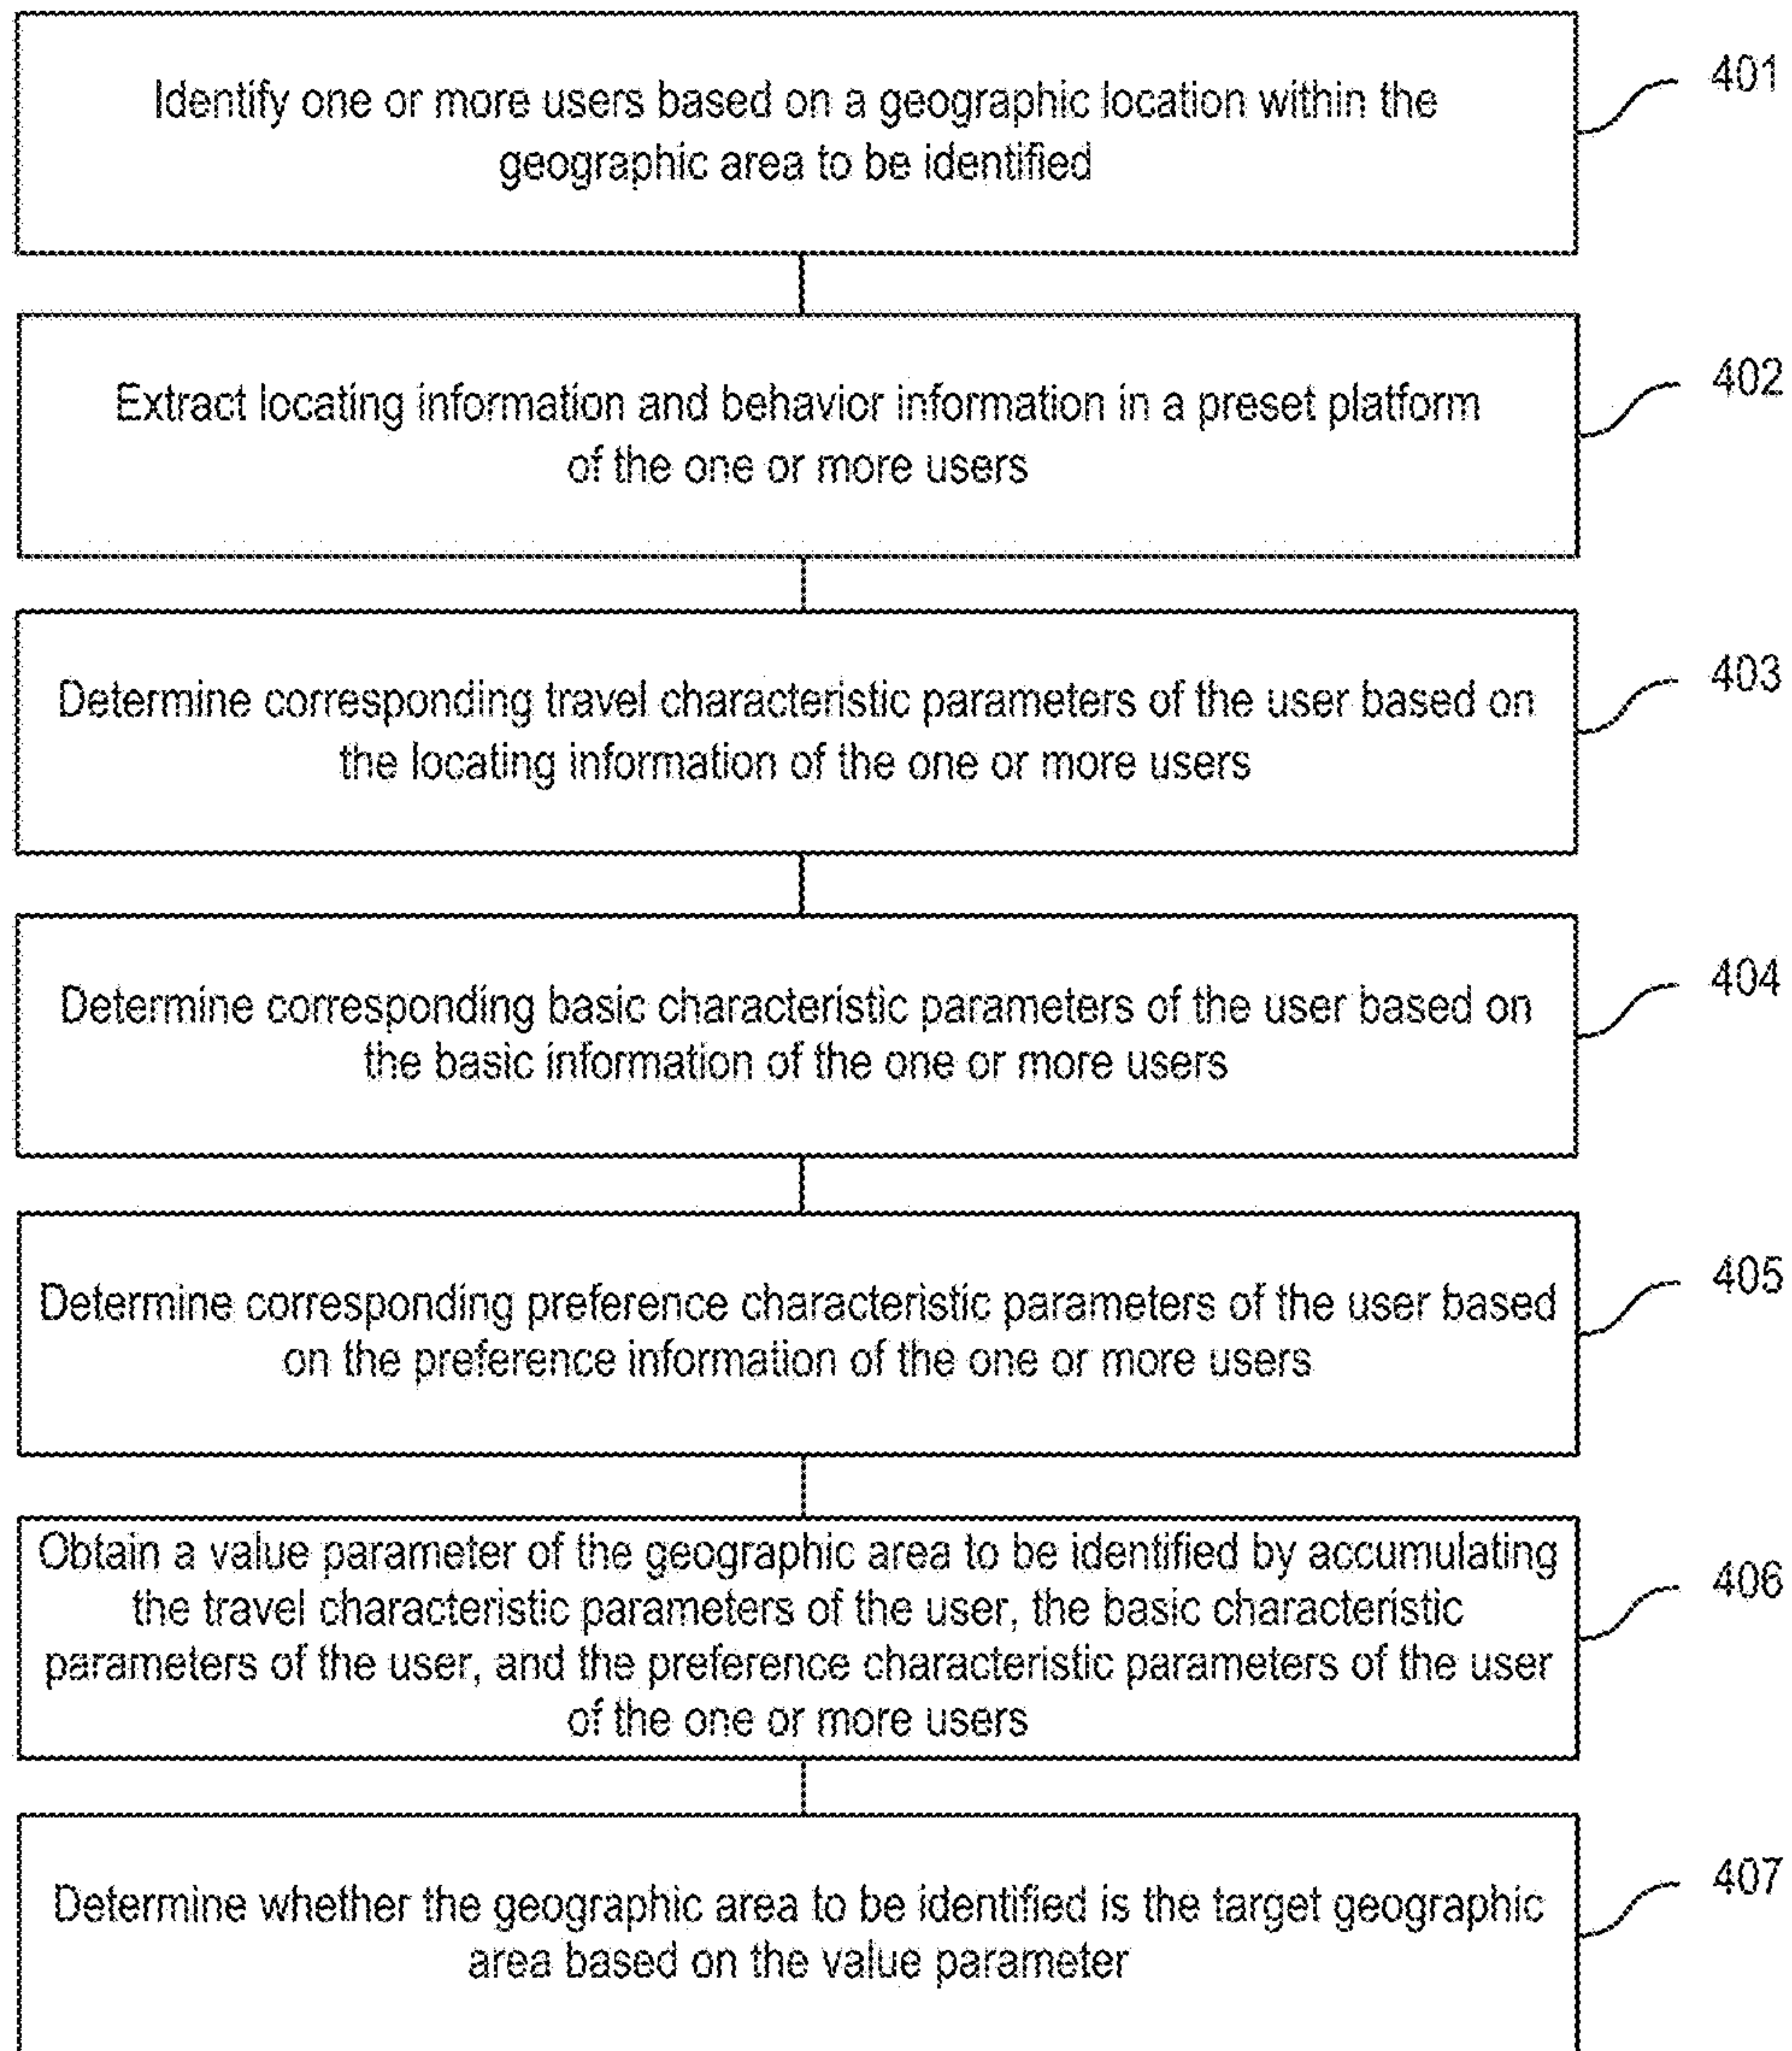 Identify one or more users based on a geographic location within the
geographic area to be identified
401
Extract locating information and behavior information in a preset platform
of the one or more users
402
Determine corresponding travel characteristic parameters of the user based on
the locating information of the one or more users
403
Determine corresponding basic characteristic parameters of the user based on
the basic information of the one or more users
404
Determine corresponding preference characteristic parameters of the user based
on the preference information of the one or more users
405
Obtain a value parameter of the geographic area to be identified by accumulating
the travel characteristic parameters of the user, the basic characteristic
parameters of the user, and the preference characteristic parameters of the user
of the one or more users
406
Determine whether the geographic area to be identified is the target geographic
area based on the value parameter
407